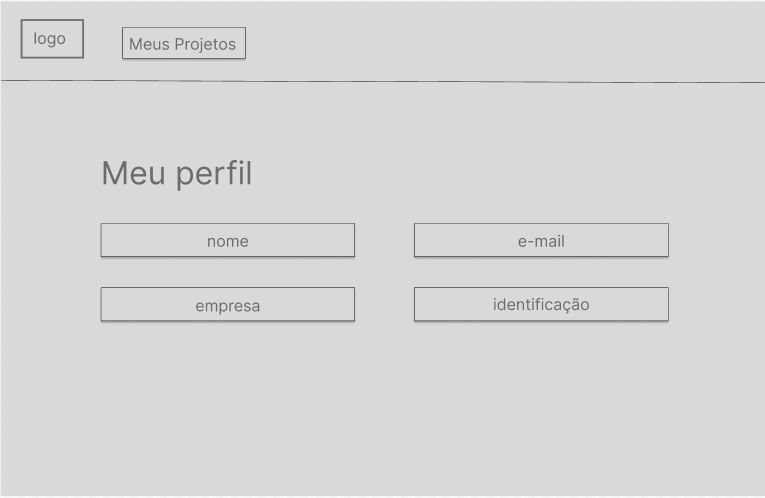 logo
Meus Projetos
Meu perfil
nome
e-mail
empresa
identificação